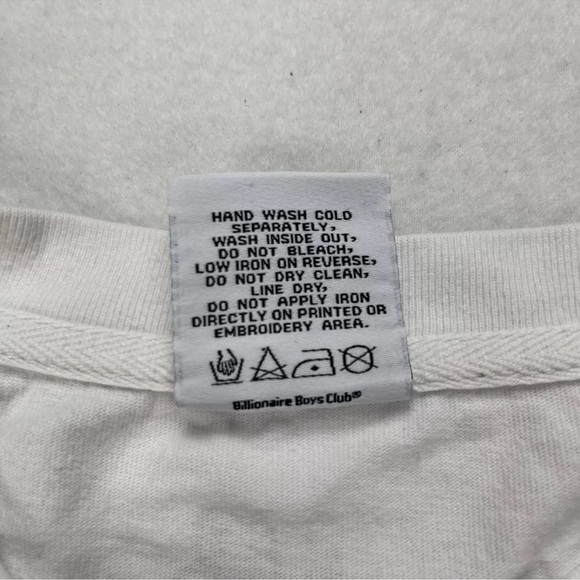 HAND WASH COLD
SEPARATELY,
WASH INSIDE OUT,
DO NOT BLEACH,
LOW IRON ON REVERSE,
DO NOT DRY CLEAN,
LINE DRY,
DO NOT APPLY IRON
DIRECTLY ON PRINTED OR
EMBROIDERY AREA.
Billionaire Boys Club®